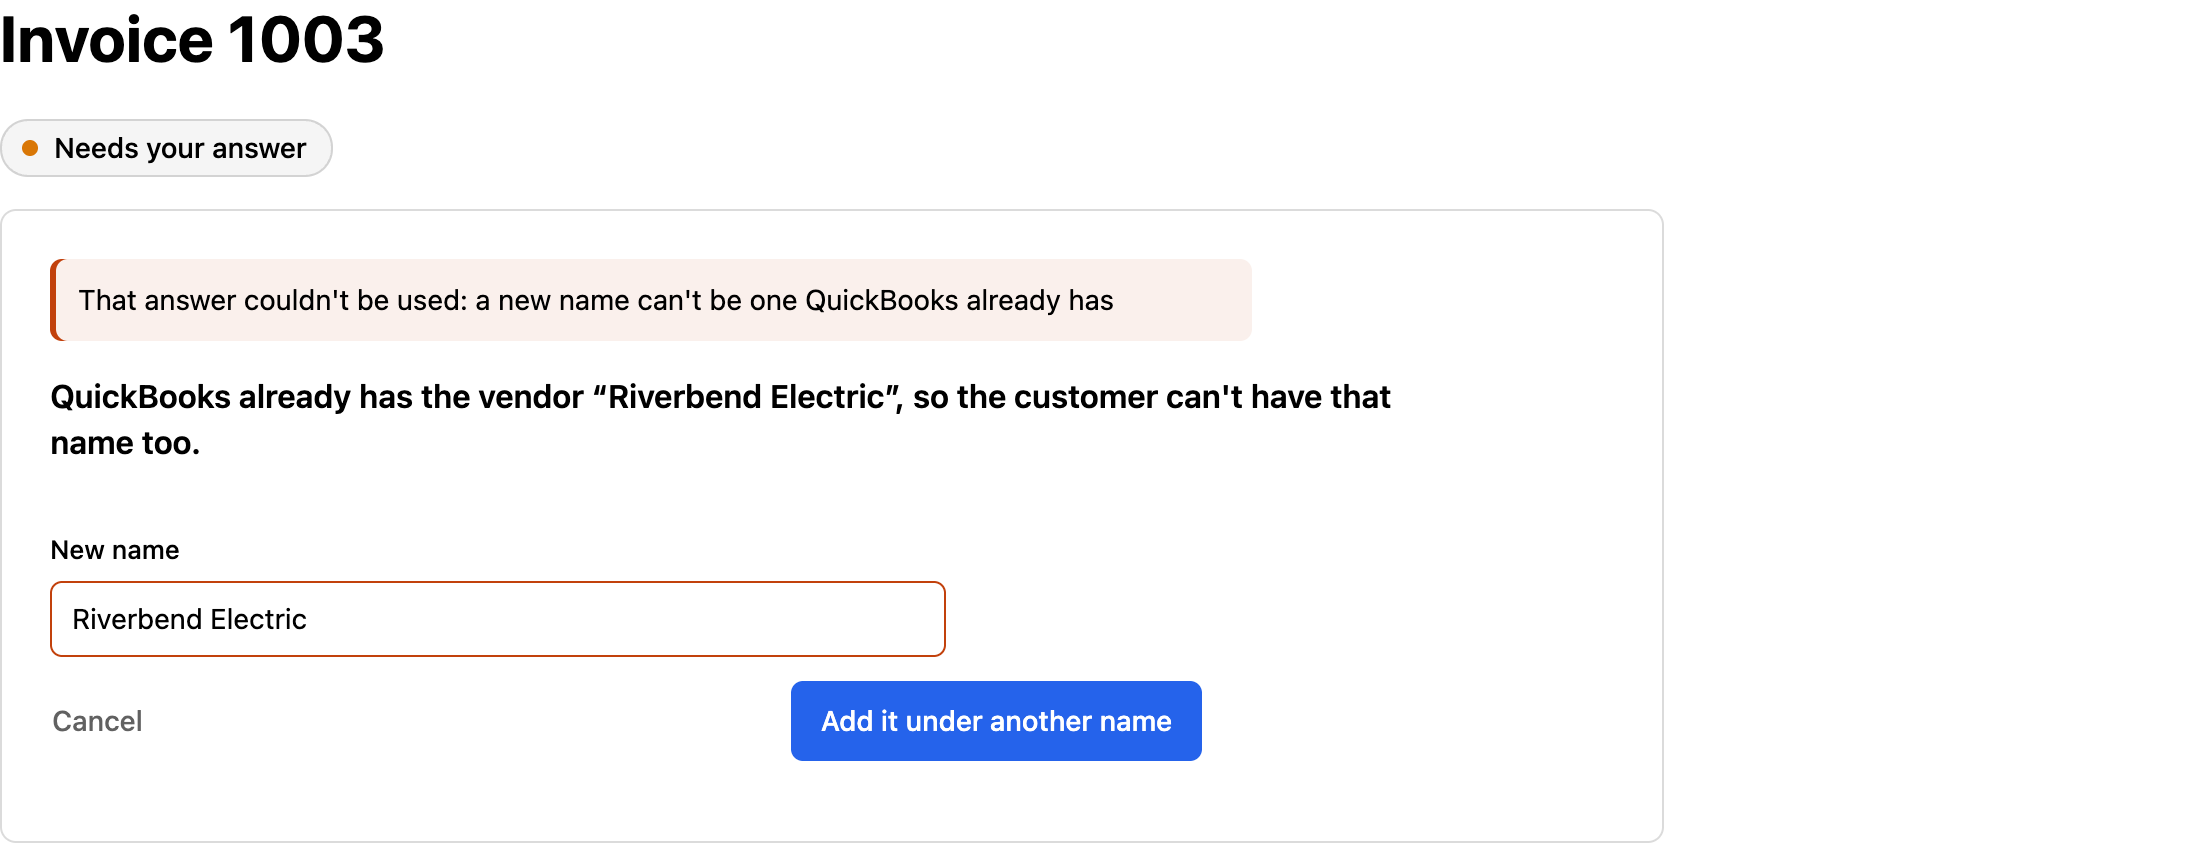 Invoice 1003
Needs your answer
That answer couldn't be used: a new name can't be one QuickBooks already has
QuickBooks already has the vendor “Riverbend Electric”, so the customer can't have that
name too.
New name
Riverbend Electric
Cancel
Add it under another name